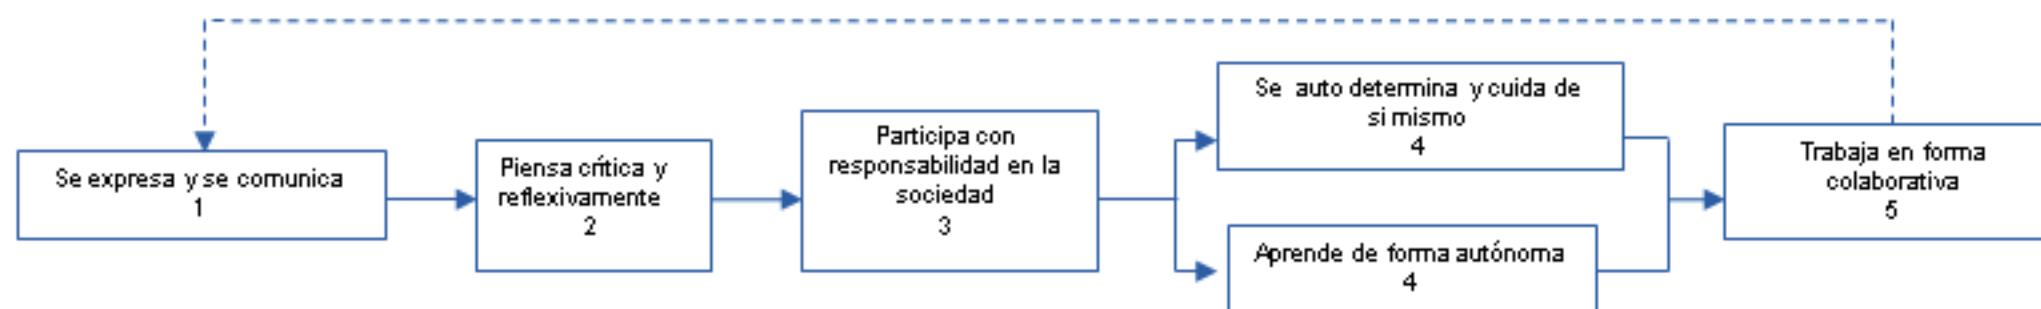 Se expresa y se comunica
1
Piensa crítica y
reflexivamente
2
Participa con
responsabilidad en la
sociedad
3
Se auto determina y cuida de
si mismo
4
Aprende de forma autónoma
4
Trabaja en forma
colaborativa
5